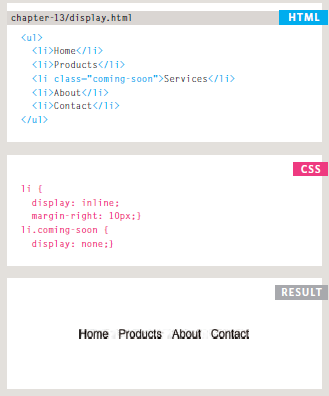 chapter-13/display.html
HTML
<ul>
<li>Home</li>
<li>Products</li>
<li class="coming-soon">Services</li>
<li>About</li>
<li>Contact</li>
</ul>
CSS
li {
display: inline;
margin-right: 10px;}
li.coming-soon {
display: none;}
RESULT
Home Products About Contact